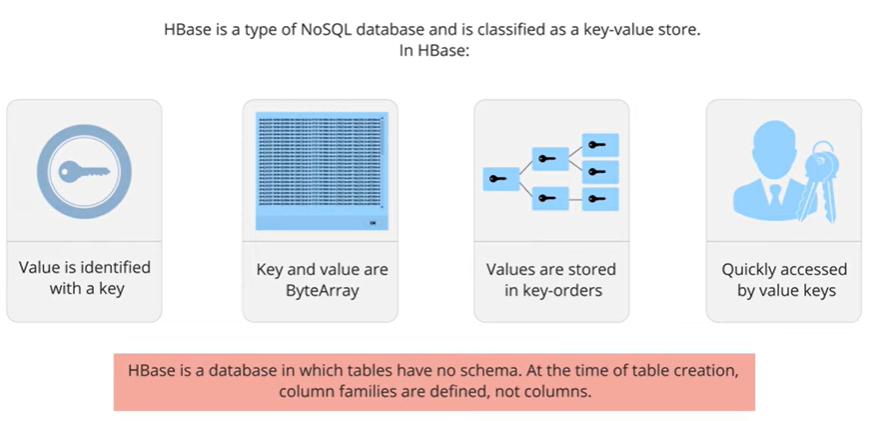 HBase is a type of NoSQL database and is classified as a key-value store.
In HBase:
Value is identified
with a key
Key and value are
ByteArray
Values are stored
in key-orders
Quickly accessed
by value keys
HBase is a database in which tables have no schema. At the time of table creation,
column families are defined, not columns.